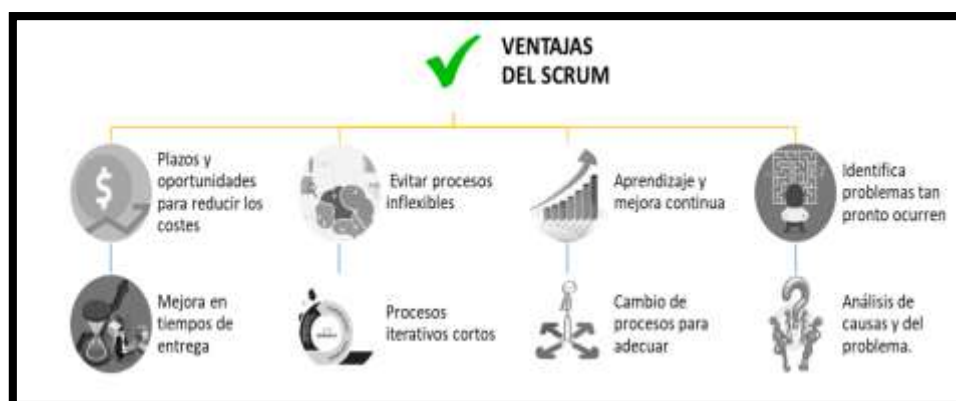 VENTAJAS
DEL SCRUM
Plazos y
oportunidades
para reducir los
costes
Evitar procesos
inflexibles
Aprendizaje y
mejora continua
Identifica
problemas tan
pronto ocurren
Mejora en
tiempos de
entrega
Procesos
iterativos cortos
Cambio de
procesos para
adecuar
Análisis de
causas y del
problema.